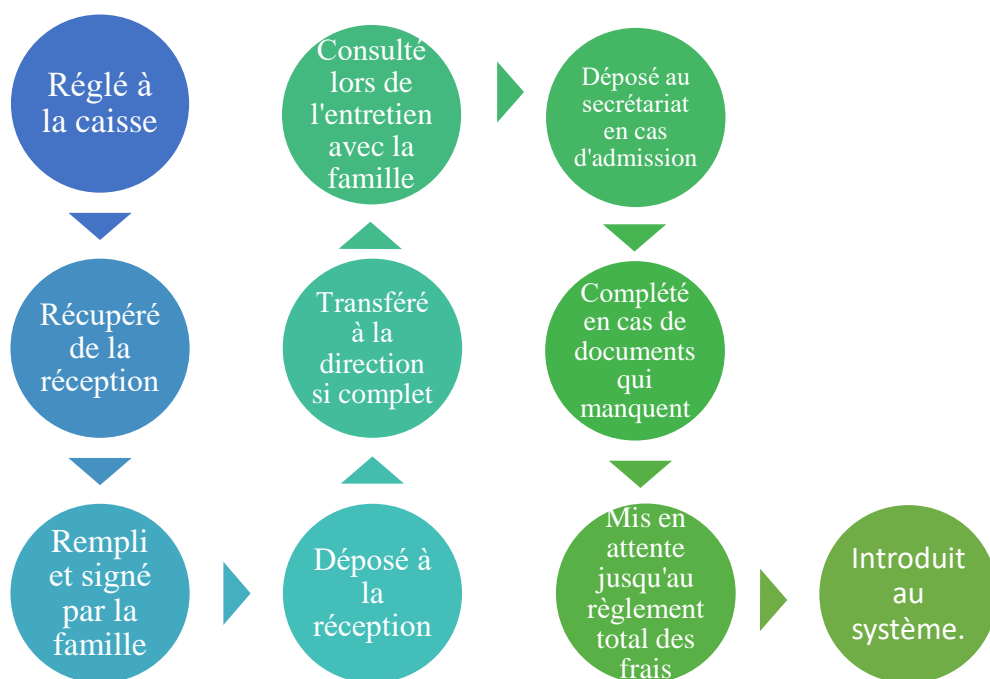 Réglé à
la caisse
Récupéré
de la
réception
Rempli
et signé
par la
famille
Déposé à
la
réception
Transféré
à la
direction
si complet
Consulté
lors de
l'entretien
avec la
famille
Déposé au
secrétariat
en cas
d'admission
Complété
en cas de
documents
qui
manquent
Mis en
attente
jusqu'au
règlement
total des
frais
Introduit
au
système.